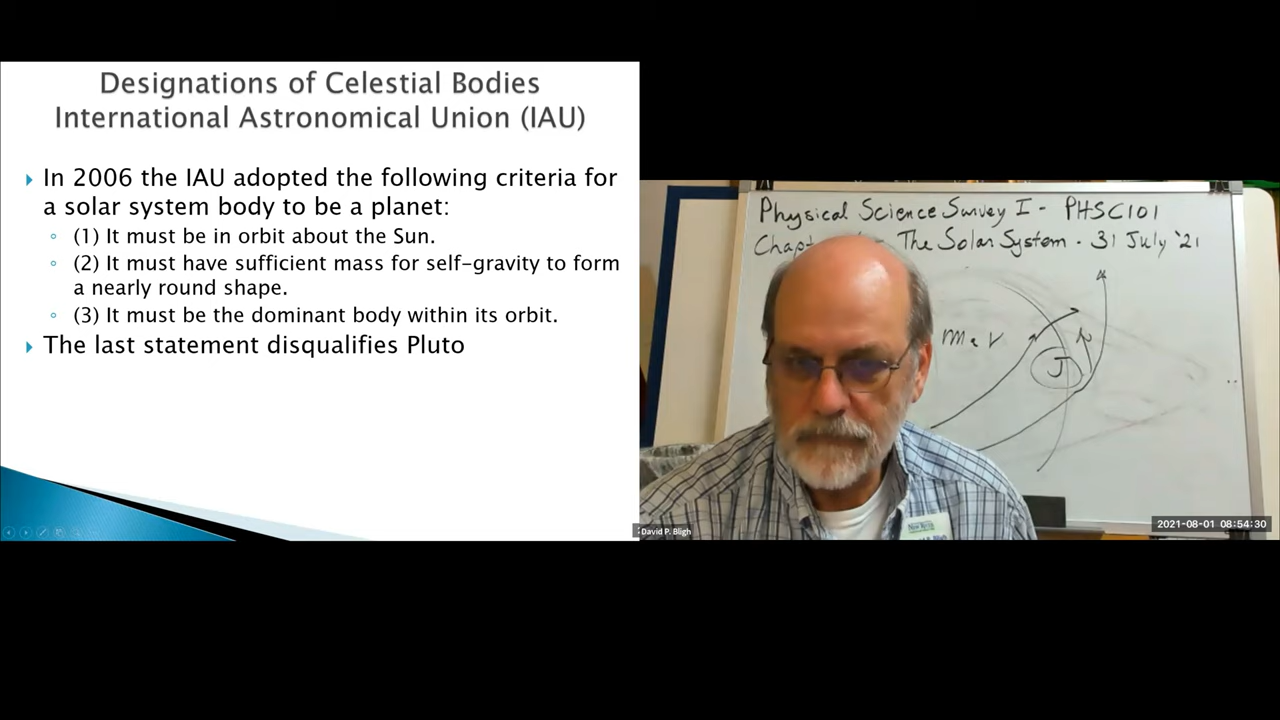 Designations of Celestial Bodies
International Astronomical Union (IAU)
In 2006 the IAU adopted the following criteria for
a solar system body to be a planet:
(1) It must be in orbit about the Sun.
(2) It must have sufficient mass for self-gravity to form
a nearly round shape.
(3) It must be the dominant body within its orbit.
The last statement disqualifies Pluto
Physical Science Survey I - PHSC101
The Solar System - 31 July '21
m & v
J
David P. Bligh
2021-08-01 08:54:30